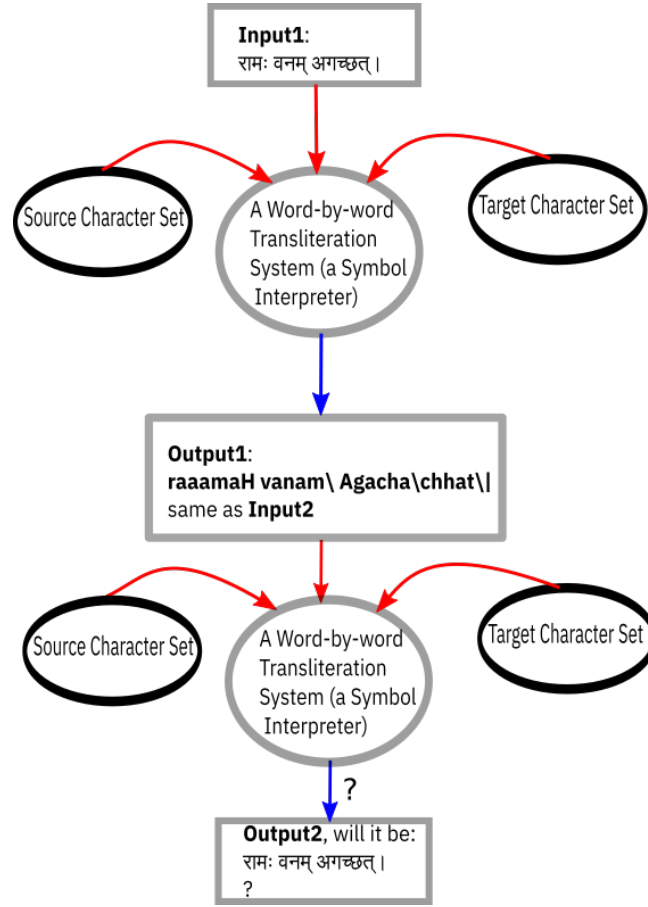 Input1:
रामः वनम् अगच्छत्।
Source Character Set
Target Character Set
A Word-by-word
Transliteration
System (a Symbol
Interpreter)
Output1:
raaamaH vanam\ Agacha\chhat\|
same as Input2
Source Character Set
Target Character Set
A Word-by-word
Transliteration
System (a Symbol
Interpreter)
?
Output2, will it be:
रामः वनम् अगच्छत्।
?